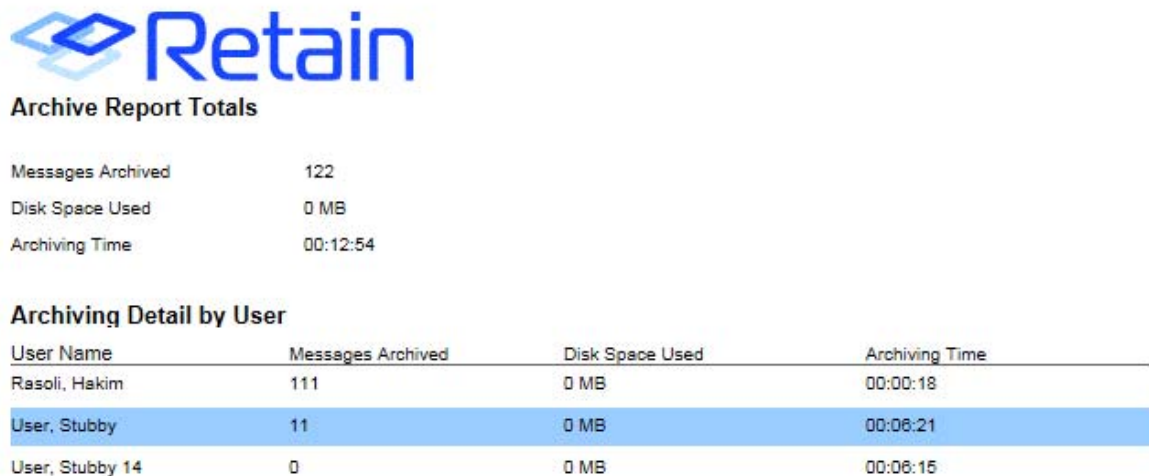 Retain
Archive Report Totals
Messages Archived 122
Disk Space Used 0 MB
Archiving Time 00:12:54
Archiving Detail by User
User Name Messages Archived Disk Space Used Archiving Time
Rasoli, Hakim 111 0 MB 00:00:18
User, Stubby 11 0 MB 00:06:21
User, Stubby 14 0 0 MB 00:06:15